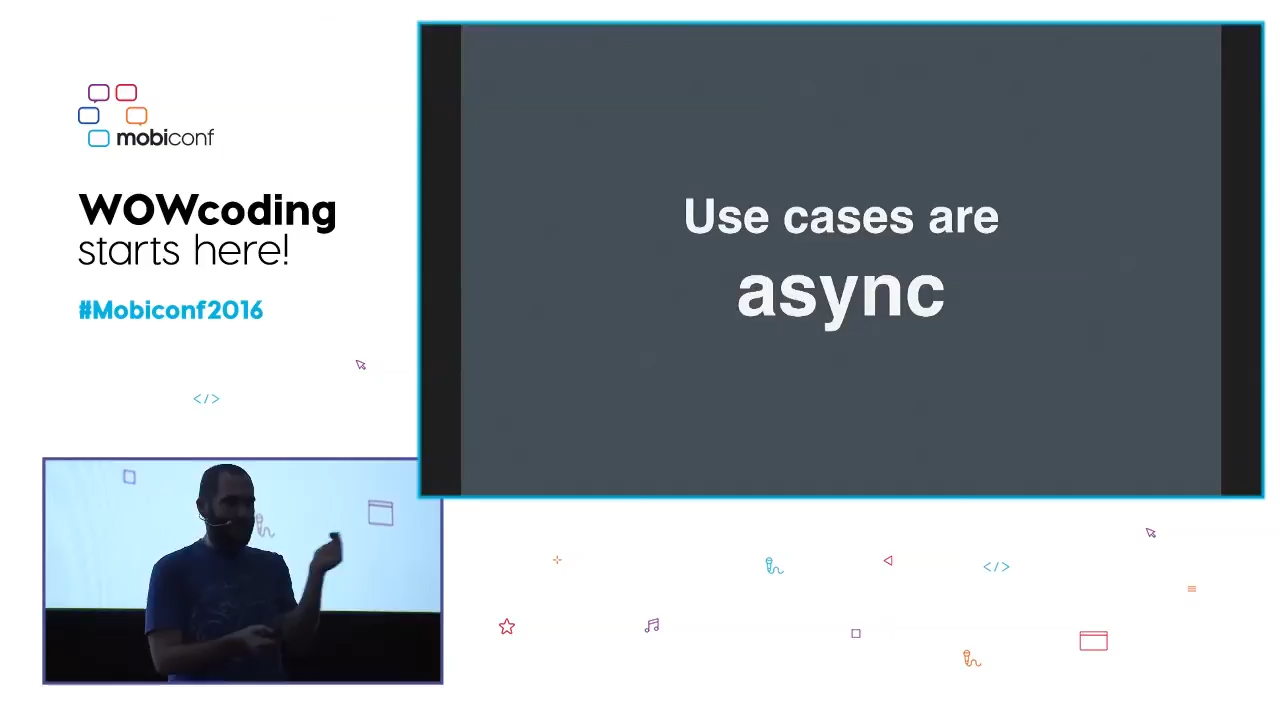 mobiconf
WOWcoding
starts here!
#Mobiconf2016
</>
Use cases are
async
</>